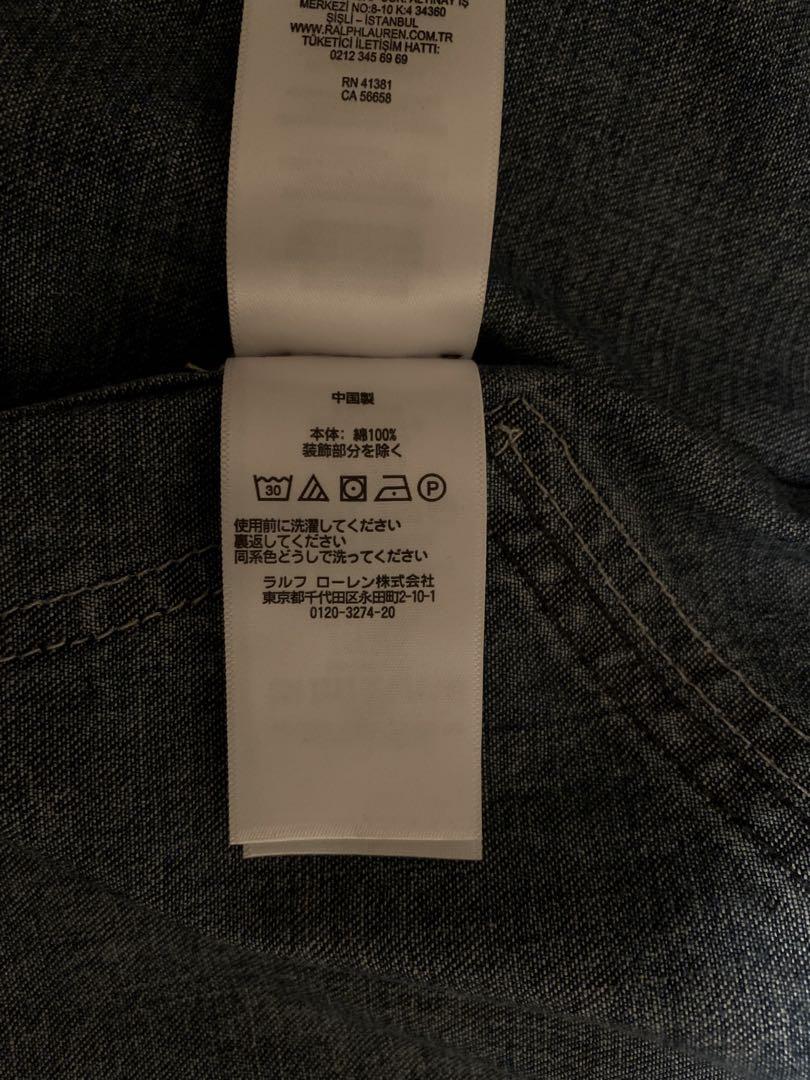 MERKEZİ NO:8-10 K:4 34360
ŞİŞLİ – İSTANBUL
WWW.RALPHLAUREN.COM.TR
TÜKETİCİ İLETİŞİM HATTI:
0212 345 69 69
RN 41381
CA 56658
中国製
本体: 綿100%
装飾部分を除く
30 P
使用前に洗濯してください
裏返してください
同系色どうしで洗ってください
ラルフ ローレン株式会社
東京都千代田区永田町2-10-1
0120-3274-20